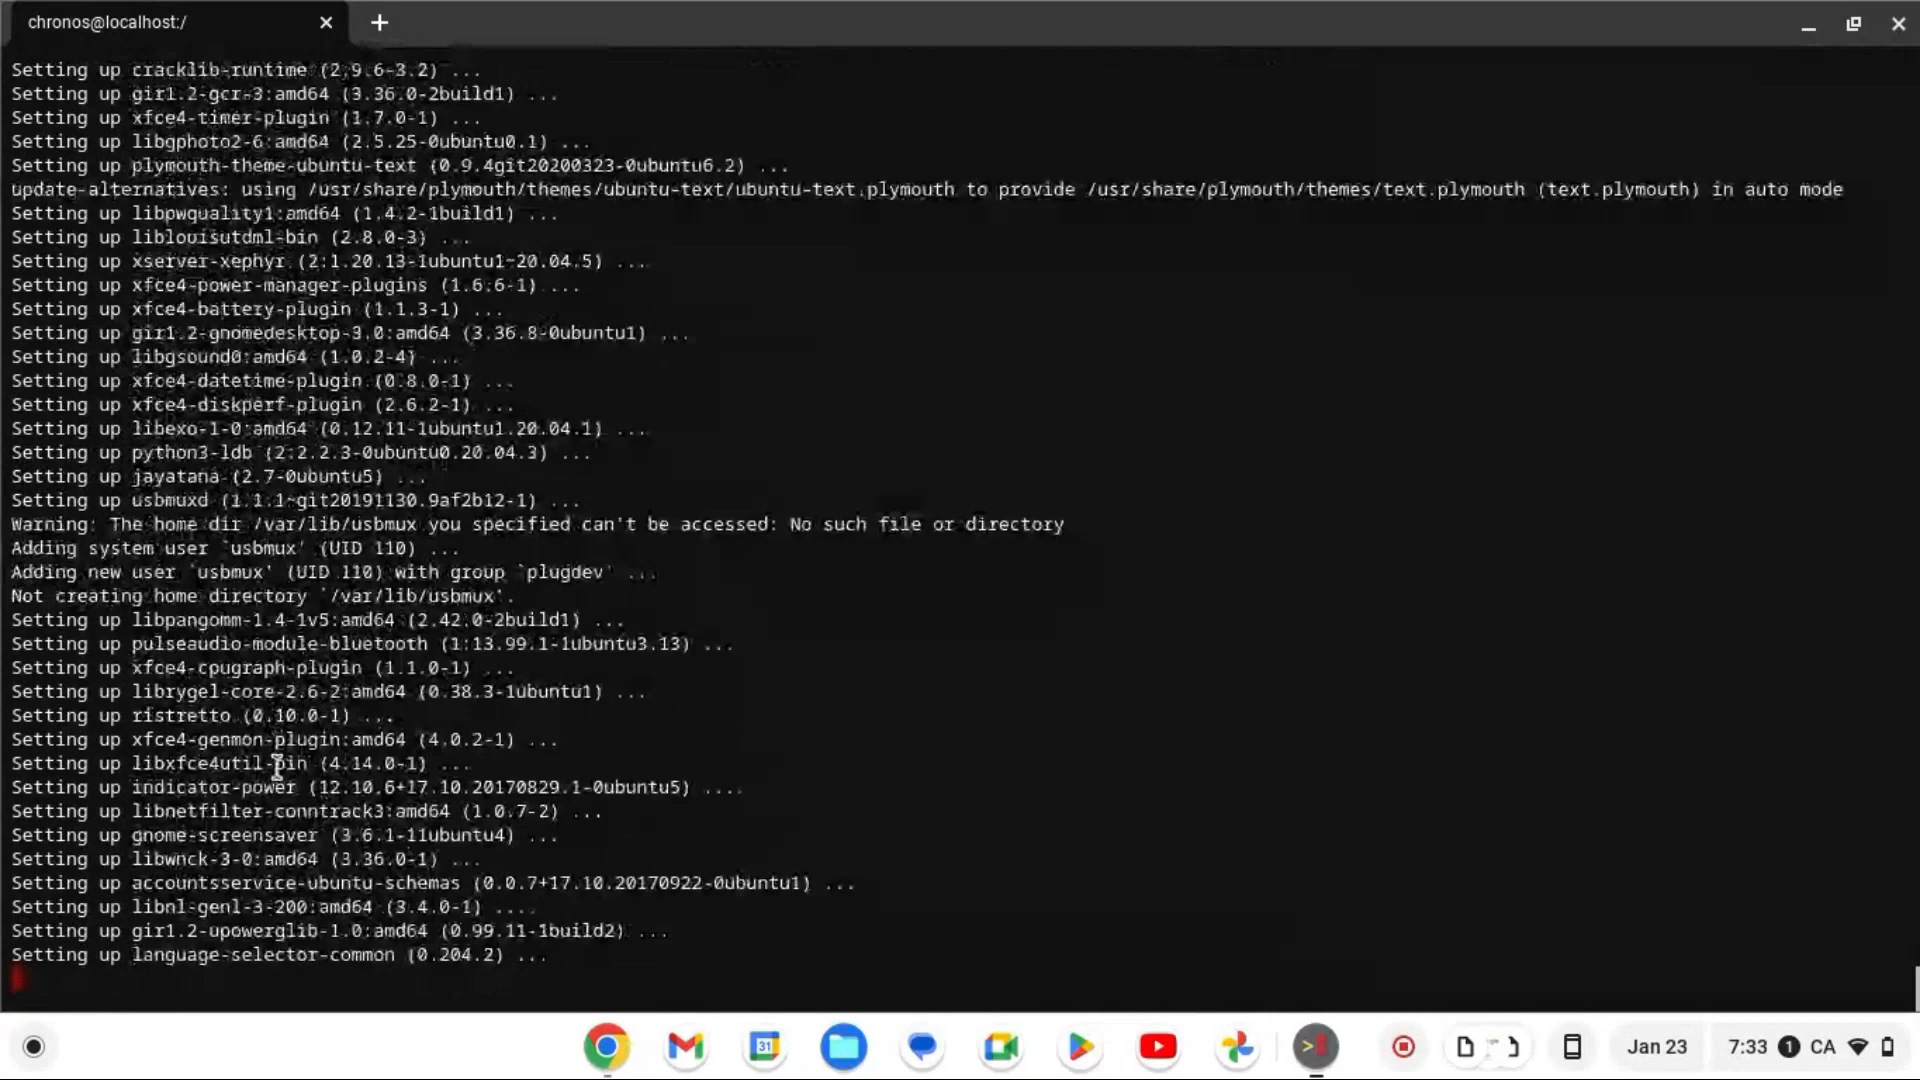 chronos@localhost:/
Setting up cracklib-runtime (2.9.6-3.2) ...
Setting up gir1.2-gcr-3:amd64 (3.36.0-2build1) ...
Setting up xfce4-timer-plugin (1.7.0-1) ...
Setting up libgphoto2-6:amd64 (2.5.25-0ubuntu0.1) ...
Setting up plymouth-theme-ubuntu-text (0.9.4git20200323-0ubuntu6.2) ...
update-alternatives: using /usr/share/plymouth/themes/ubuntu-text/ubuntu-text.plymouth to provide /usr/share/plymouth/themes/text.plymouth (text.plymouth) in auto mode
Setting up libpwquality1:amd64 (1.4.2-1build1) ...
Setting up liblouisutdml-bin (2.8.0-3) ...
Setting up xserver-xephyr (2:1.20.13-1ubuntu1~20.04.5) ...
Setting up xfce4-power-manager-plugins (1.6.6-1) ...
Setting up xfce4-battery-plugin (1.1.3-1) ...
Setting up gir1.2-gnomedesktop-3.0:amd64 (3.36.8-0ubuntu1) ...
Setting up libgsound0:amd64 (1.0.2-4) ...
Setting up xfce4-datetime-plugin (0.8.0-1) ...
Setting up xfce4-diskperf-plugin (2.6.2-1) ...
Setting up libexo-1-0:amd64 (0.12.11-1ubuntu1.20.04.1) ...
Setting up python3-ldb (2:2.2.3-0ubuntu0.20.04.3) ...
Setting up jayatana (2.7-0ubuntu5) ...
Setting up usbmuxd (1.1.1~git20191130.9af2b12-1) ...
Warning: The home dir /var/lib/usbmux you specified can't be accessed: No such file or directory
Adding system user `usbmux' (UID 110) ...
Adding new user `usbmux' (UID 110) with group `plugdev' ...
Not creating home directory `/var/lib/usbmux'.
Setting up libpangomm-1.4-1v5:amd64 (2.42.0-2build1) ...
Setting up pulseaudio-module-bluetooth (1:13.99.1-1ubuntu3.13) ...
Setting up xfce4-cpugraph-plugin (1.1.0-1) ...
Setting up librygel-core-2.6-2:amd64 (0.38.3-1ubuntu1) ...
Setting up ristretto (0.10.0-1) ...
Setting up xfce4-genmon-plugin:amd64 (4.0.2-1) ...
Setting up libxfce4util-bin (4.14.0-1) ...
Setting up indicator-power (12.10.6+17.10.20170829.1-0ubuntu5) ....
Setting up libnetfilter-conntrack3:amd64 (1.0.7-2) ...
Setting up gnome-screensaver (3.6.1-11ubuntu4) ...
Setting up libwnck-3-0:amd64 (3.36.0-1) ...
Setting up accountsservice-ubuntu-schemas (0.0.7+17.10.20170922-0ubuntu1) ...
Setting up libnl-genl-3-200:amd64 (3.4.0-1) ....
Setting up gir1.2-upowerglib-1.0:amd64 (0.99.11-1build2) ...
Setting up language-selector-common (0.204.2) ...
31
Jan 23
7:33 1 CA